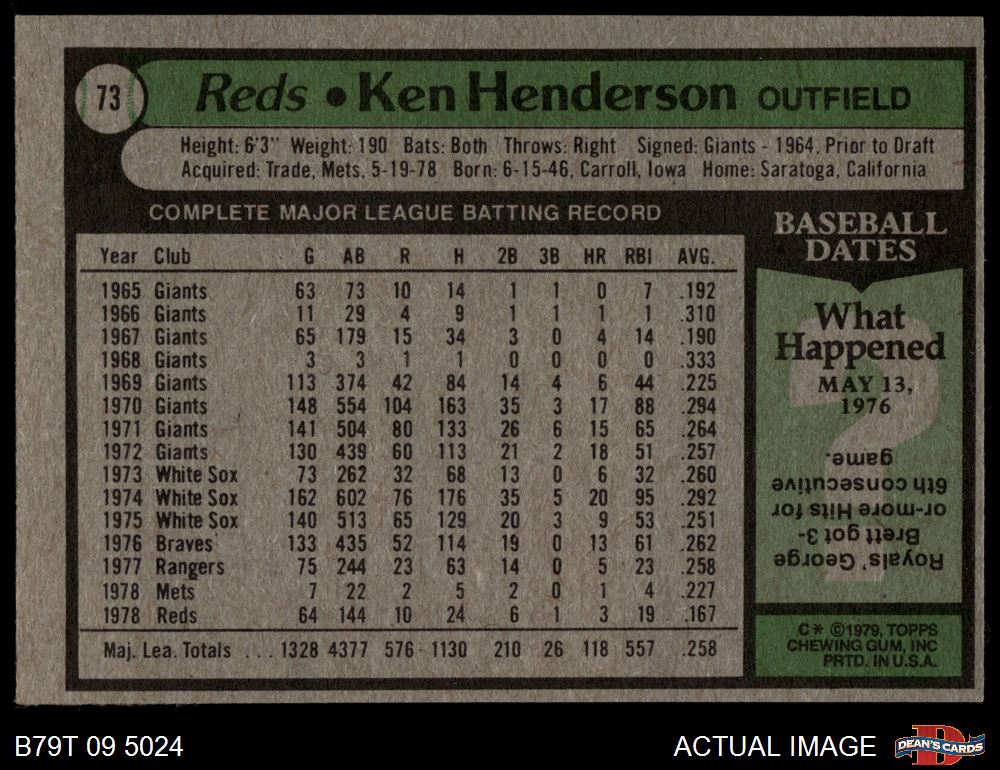 73
Reds • Ken Henderson OUTFIELD
Height: 6'3" Weight: 190 Bats: Both Throws: Right Signed: Giants - 1964, Prior to Draft
Acquired: Trade, Mets, 5-19-78 Born: 6-15-46, Carroll, Iowa Home: Saratoga, California
COMPLETE MAJOR LEAGUE BATTING RECORD
Year Club G AB R H 2B 3B HR RBI AVG.
1965 Giants 63 73 10 14 1 1 0 7 .192
1966 Giants 11 29 4 9 1 1 1 1 .310
1967 Giants 65 179 15 34 3 0 4 14 .190
1968 Giants 3 3 1 1 0 0 0 0 .333
1969 Giants 113 374 42 84 14 4 6 44 .225
1970 Giants 148 554 104 163 35 3 17 88 .294
1971 Giants 141 504 80 133 26 6 15 65 .264
1972 Giants 130 439 60 113 21 2 18 51 .257
1973 White Sox 73 262 32 68 13 0 6 32 .260
1974 White Sox 162 602 76 176 35 5 20 95 .292
1975 White Sox 140 513 65 129 20 3 9 53 .251
1976 Braves 133 435 52 114 19 0 13 61 .262
1977 Rangers 75 244 23 63 14 0 5 23 .258
1978 Mets 7 22 2 5 2 0 1 4 .227
1978 Reds 64 144 10 24 6 1 3 19 .167
Maj. Lea. Totals ... 1328 4377 576 1130 210 26 118 557 .258
BASEBALL
DATES
What
Happened
MAY 13,
1976
Royals' George
Brett got 3-
or-more Hits for
6th consecutive
game.
C* ©1979, TOPPS
CHEWING GUM, INC
PRTD. IN U.S.A.
B79T 09 5024
ACTUAL IMAGE
D
DEAN'S CARDS